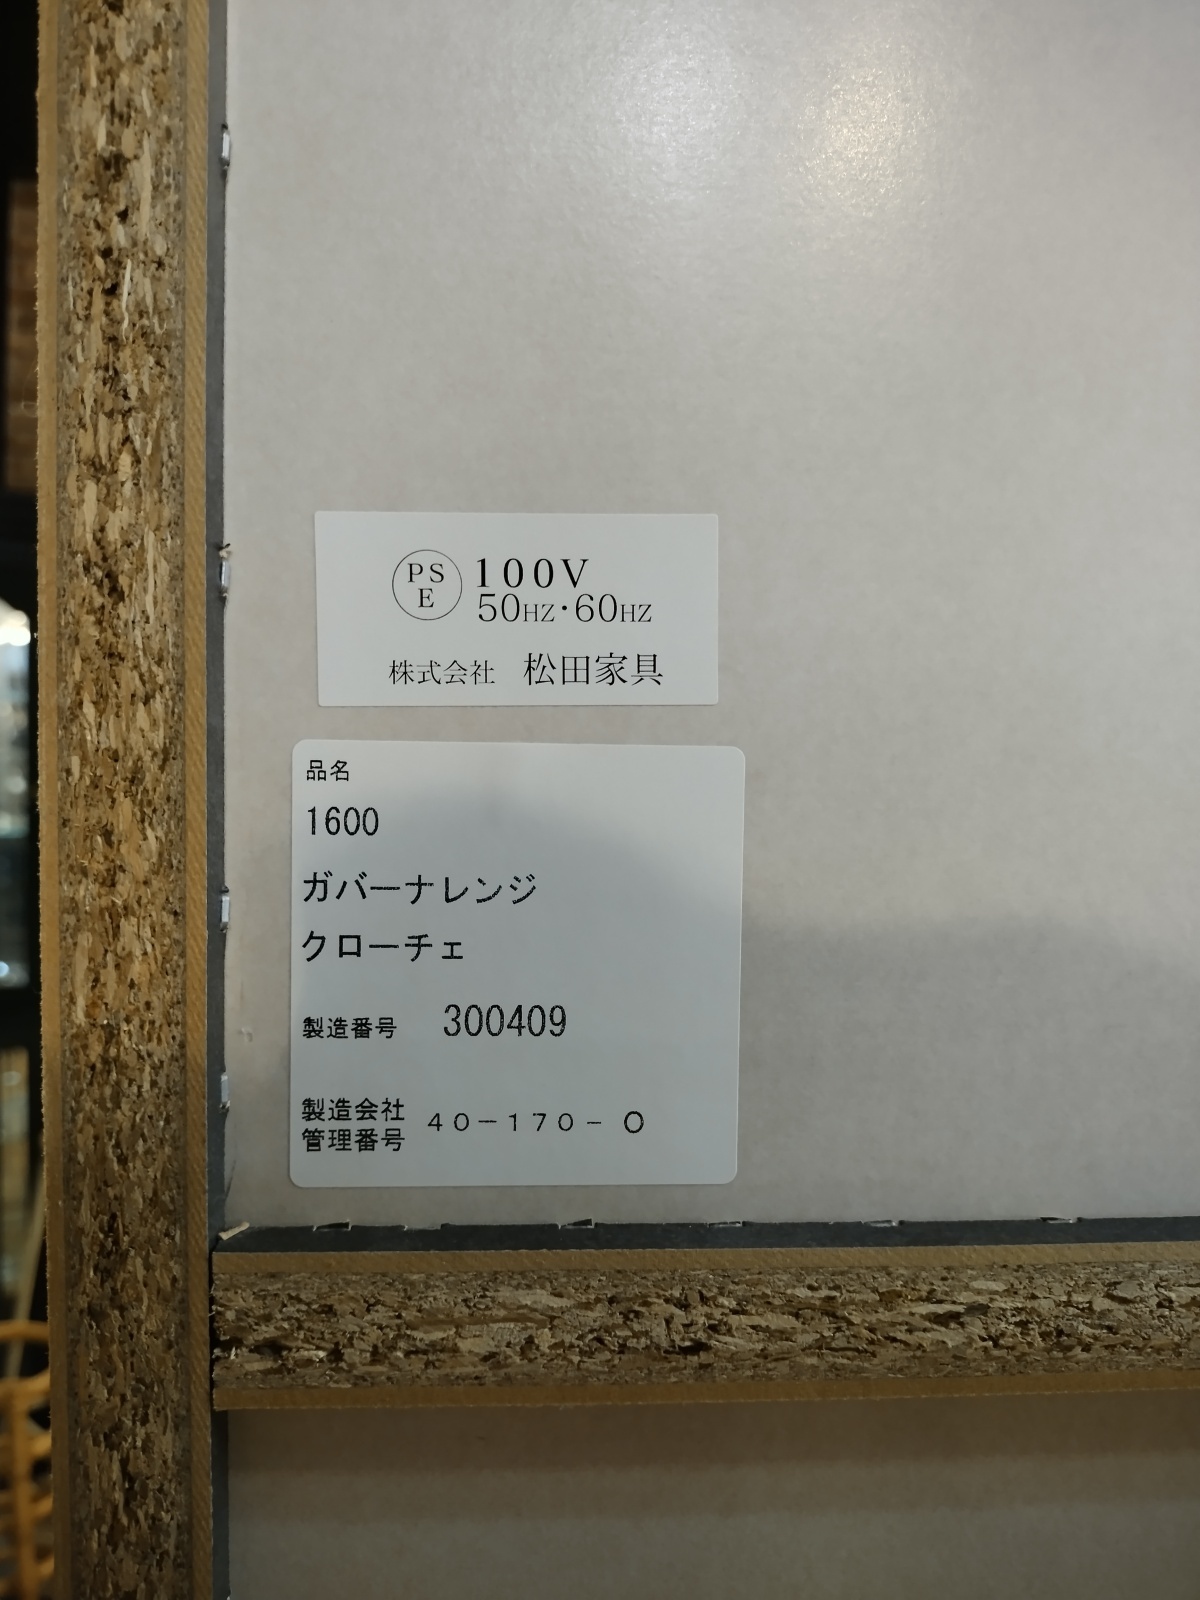 PS
E
100V
50HZ・60HZ
株式会社 松田家具
品名
1600
ガバーナレンジ
クローチェ
製造番号 300409
製造会社
管理番号 40-170-O